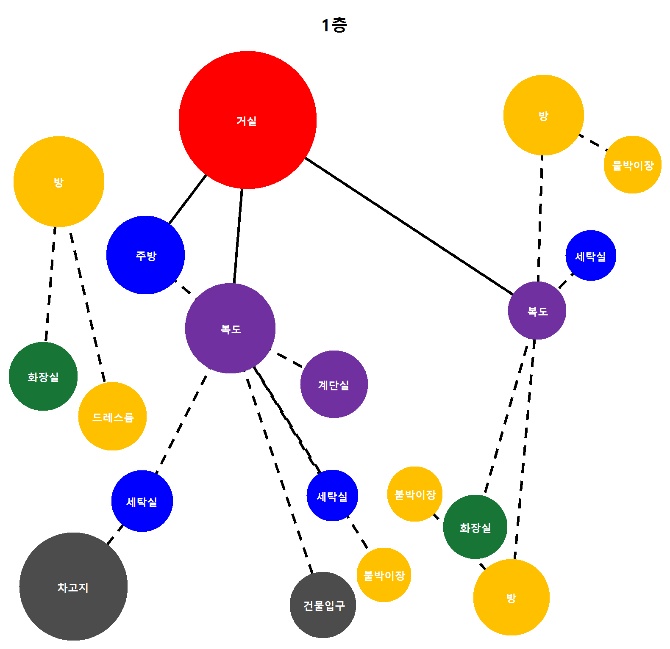 1층
거실
방
붙박이장
방
주방
세탁실
복도
복도
화장실
계단실
드레스룸
세탁실
세탁실
붙박이장
화장실
차고지
붙박이장
건물입구
방